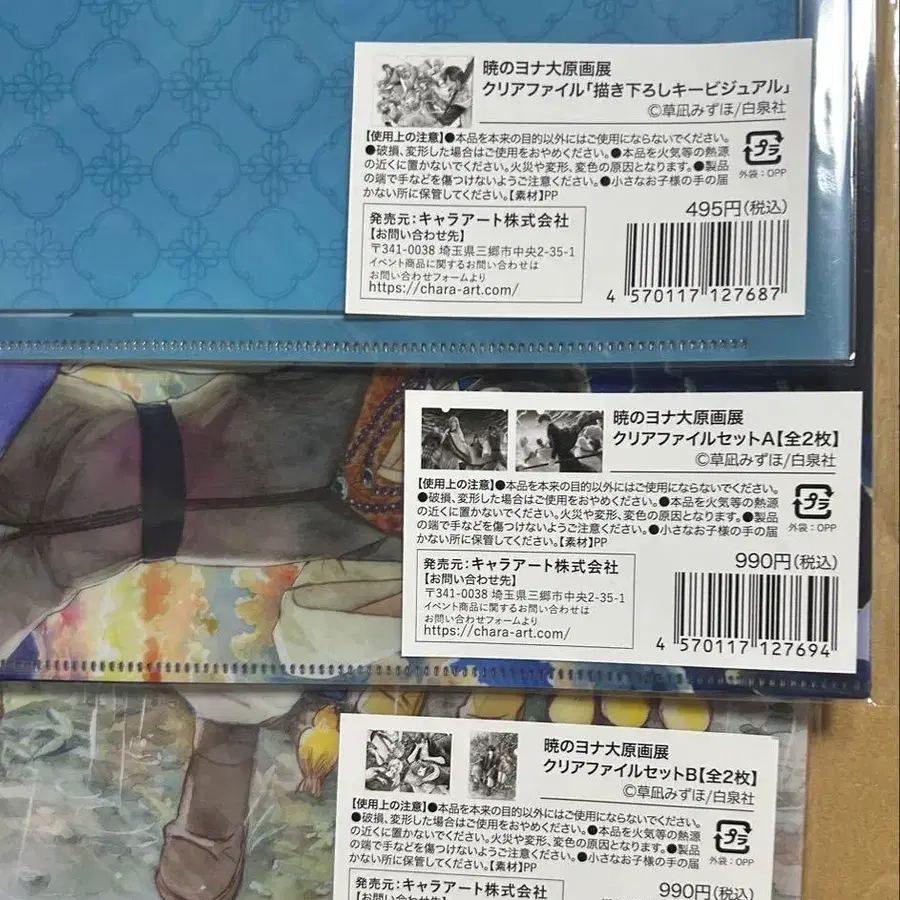 暁のヨナ大原画展
クリアファイル「描き下ろしキービジュアル」
©草凪みずほ/白泉社
【使用上の注意】●本品を本来の目的以外にはご使用にならないでください。
●破損、変形した場合はご使用をおやめください。●本品を火気等の熱源
の近くに置かないでください。火災や変形、変色の原因となります。●製品
の端で手などを傷つけないようご注意ください。●小さなお子様の手の届
かない所に保管してください。【素材】PP
プラ
外袋：OPP
495円(税込)
発売元：キャラアート株式会社
【お問い合わせ先】
〒341-0038 埼玉県三郷市中央2-35-1
イベント商品に関するお問い合わせは
お問い合わせフォームより
https://chara-art.com/
4 570117 127687
暁のヨナ大原画展
クリアファイルセットA【全2枚】
©草凪みずほ/白泉社
【使用上の注意】●本品を本来の目的以外にはご使用にならないでください。
●破損、変形した場合はご使用をおやめください。●本品を火気等の熱源
の近くに置かないでください。火災や変形、変色の原因となります。●製品
の端で手などを傷つけないようご注意ください。●小さなお子様の手の届
かない所に保管してください。【素材】PP
プラ
外袋：OPP
990円(税込)
発売元：キャラアート株式会社
【お問い合わせ先】
〒341-0038 埼玉県三郷市中央2-35-1
イベント商品に関するお問い合わせは
お問い合わせフォームより
https://chara-art.com/
4 570117 127694
暁のヨナ大原画展
クリアファイルセットB【全2枚】
©草凪みずほ/白泉社
【使用上の注意】●本品を本来の目的以外にはご使用にならないでください。
●破損、変形した場合はご使用をおやめください。●本品を火気等の熱源
の近くに置かないでください。火災や変形、変色の原因となります。●製品
の端で手などを傷つけないようご注意ください。●小さなお子様の手の届
かない所に保管してください。【素材】PP
プラ
外袋：OPP
990円(税込)
発売元：キャラアート株式会社
【お問い合わせ先】